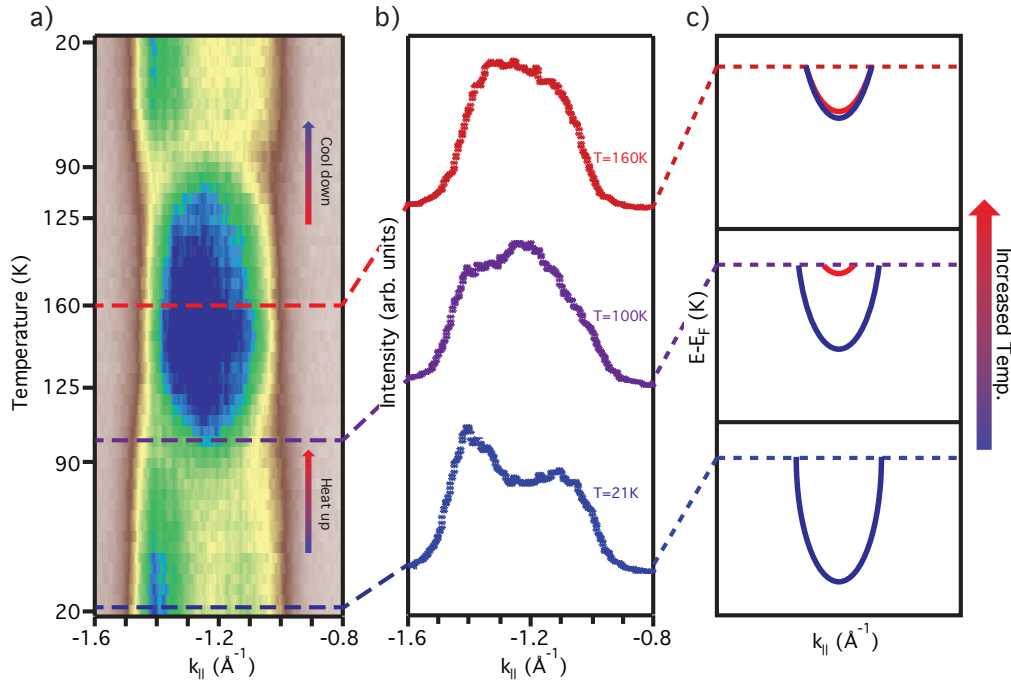 a)
b)
c)
20
90
125
160
125
90
20
Temperature (K)
Cool down
Heat up
-1.6
-1.2
-0.8
k|| (Å⁻¹)
Intensity (arb. units)
T=160K
T=100K
T=21K
-1.6
-1.2
-0.8
k|| (Å⁻¹)
E-EF (K)
k|| (Å⁻¹)
Increased Temp.